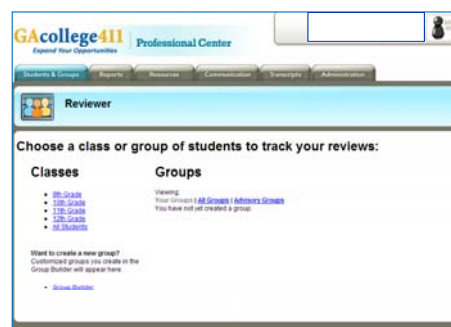 GAcollege411
Expand Your Opportunities
Professional Center
Students & Groups Reports Resources Communication Transcripts Administration
Reviewer
Choose a class or group of students to track your reviews:
Classes
9th Grade
10th Grade
11th Grade
12th Grade
All Students
Want to create a new group?
Customized groups you create in the
Group Builder will appear here.
Group Builder
Groups
Viewing:
Your Groups | All Groups | Advisory Groups
You have not yet created a group.